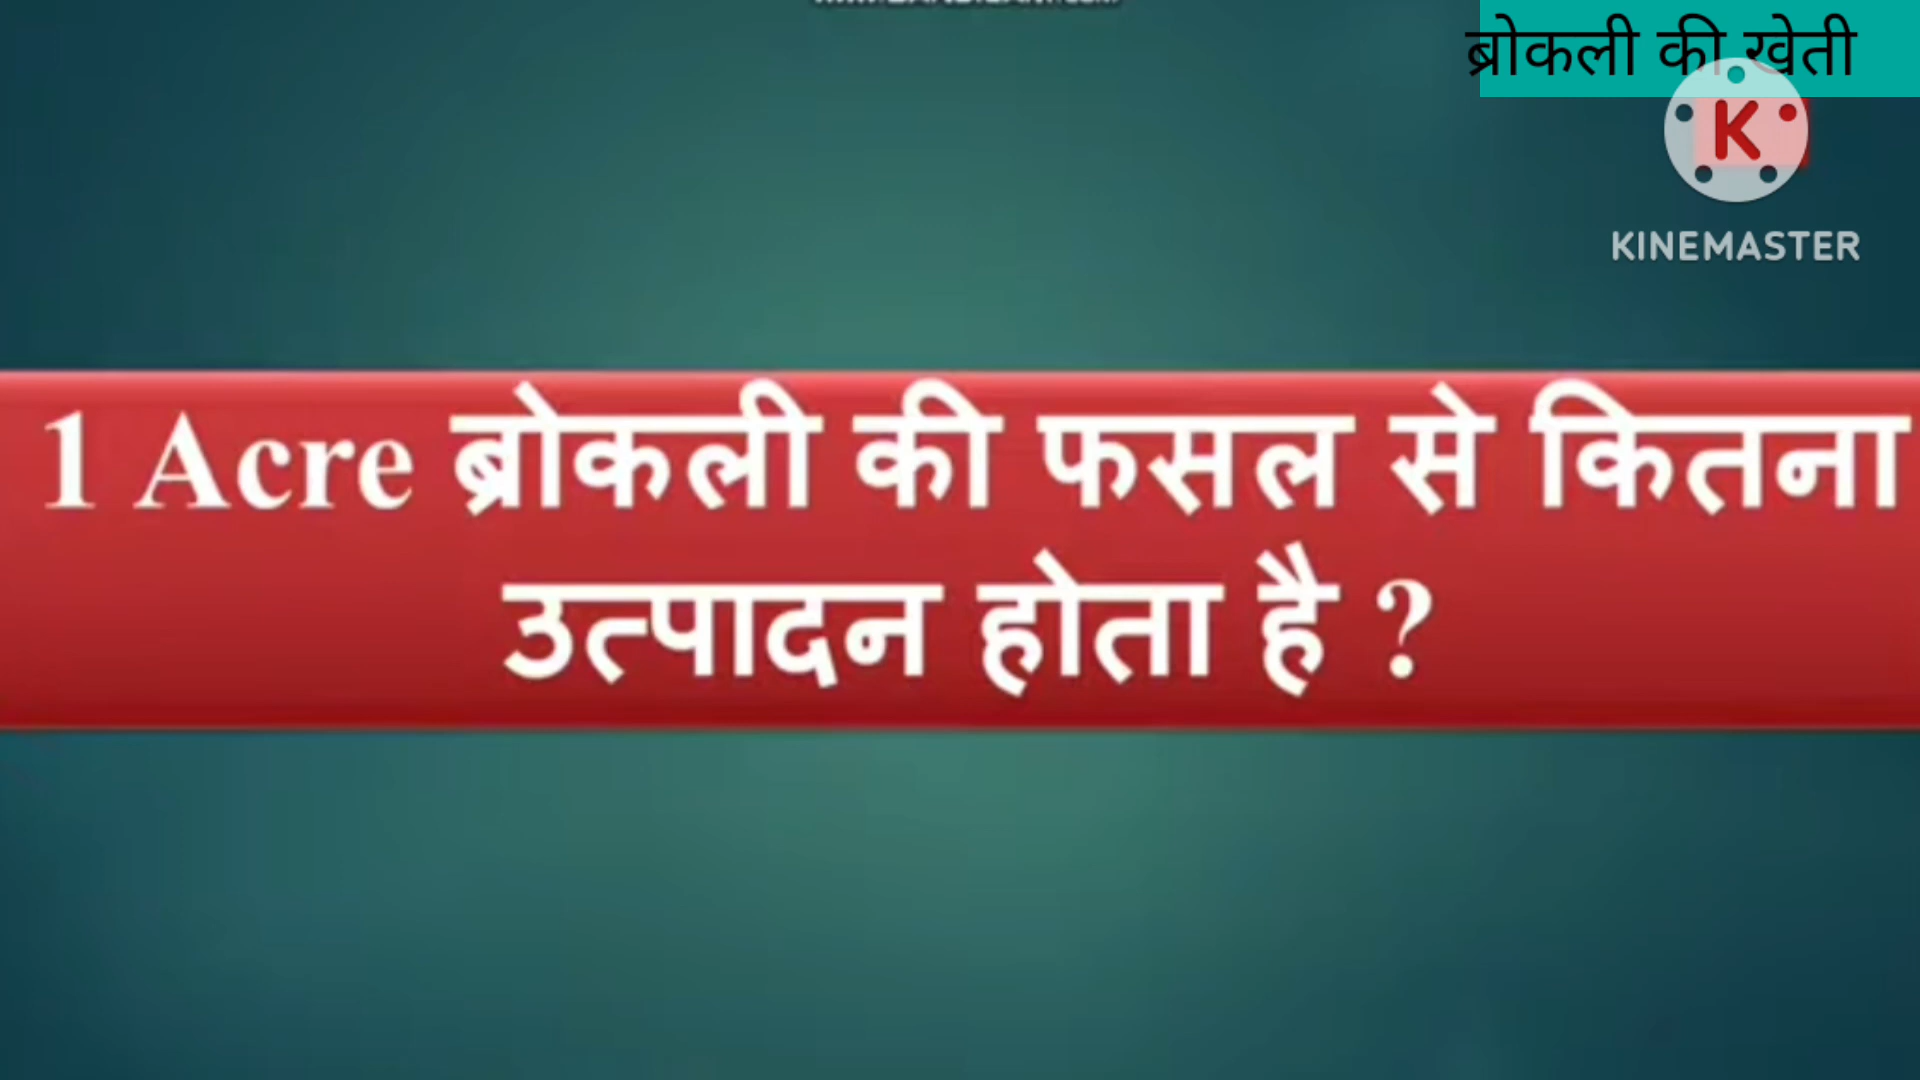 ब्रोकली की खेती
K
KINEMASTER
1 Acre ब्रोकली की फसल से कितना
उत्पादन होता है ?